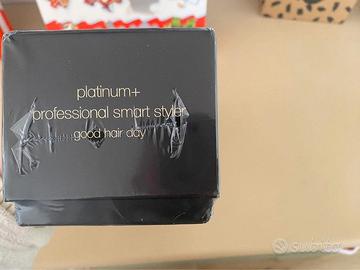 platinum+
professional smart styler
good hair day
SUBITO